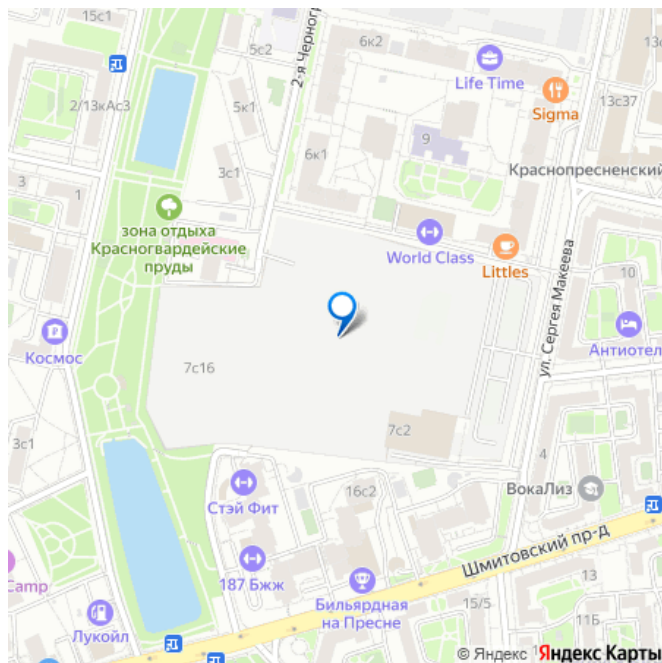 15с1
5с2
6к2
Life Time
2-я Черногр
2/13кАс3
5к1
Sigma
13с37
9
6к1
3с1
Краснопресненский
3
1
зона отдыха
Красногвардейские
пруды
World Class
Littles
ул. Сергея Макеева
10
Космос
7с16
Антиотел
7с2
3с1
4
Стэй Фит
16с2
ВокаЛиз
Шмитовский пр-д
Camp
187 Бжж
13
Бильярдная
на Пресне
15/5
11Б
Лукойл
© Яндекс Яндекс Карты